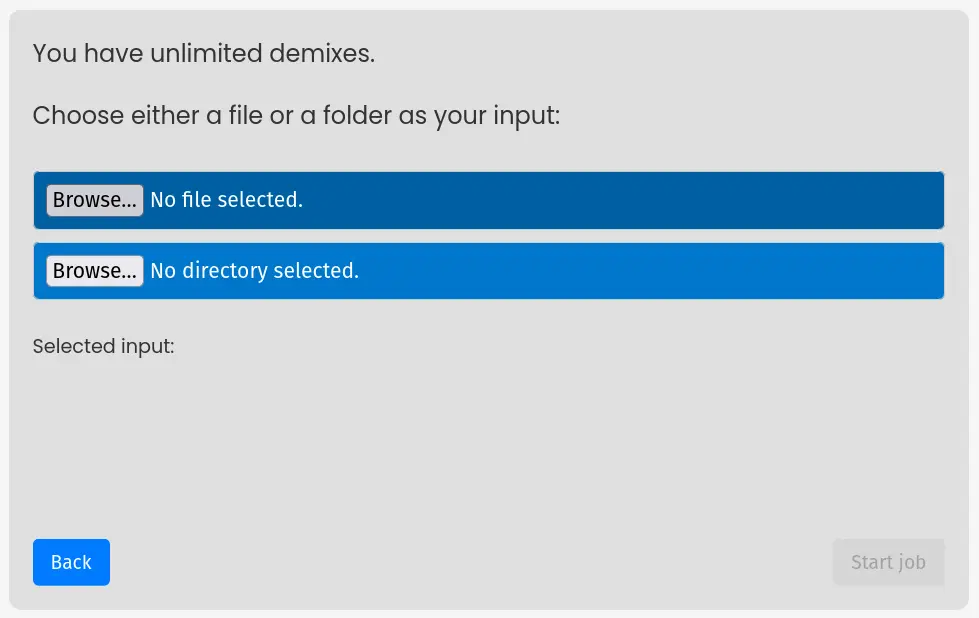 You have unlimited demixes.
Choose either a file or a folder as your input:
Browse... No file selected.
Browse... No directory selected.
Selected input:
Back
Start job